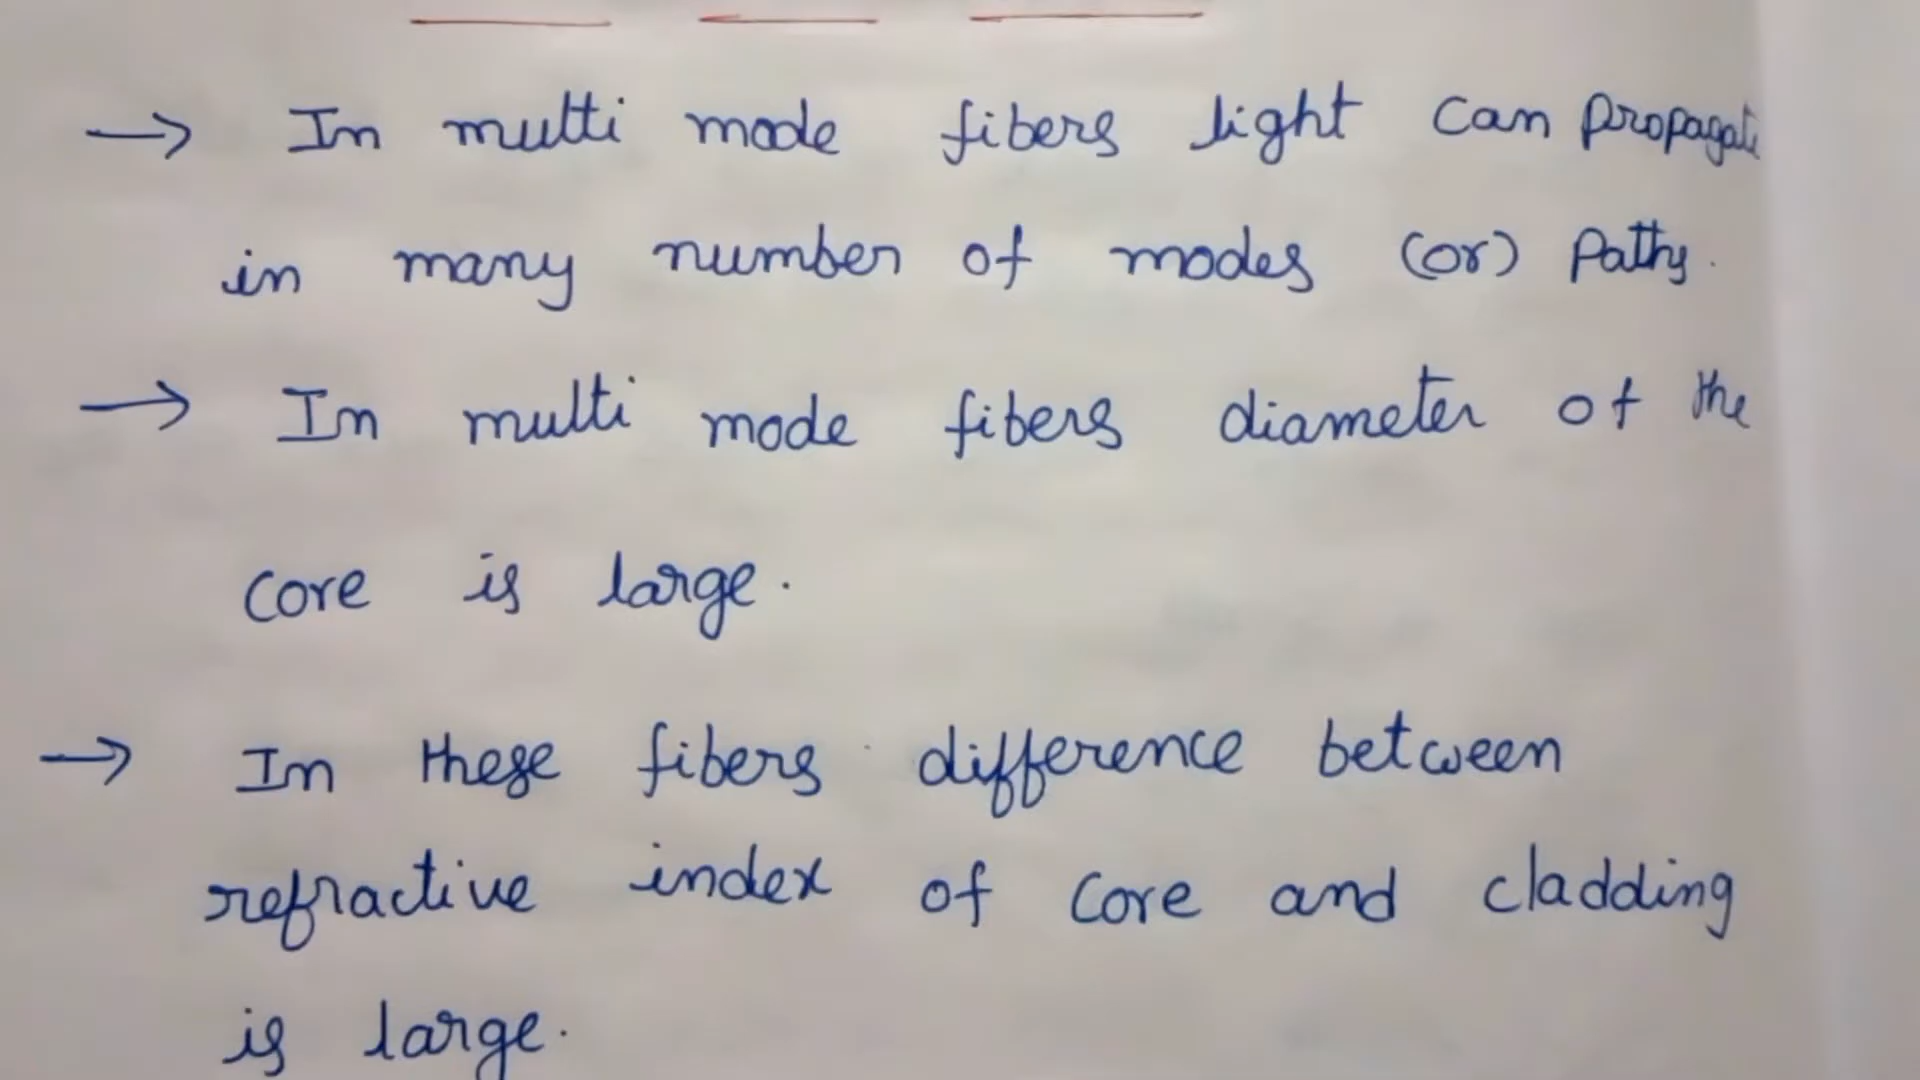 → In multi mode fibers light can propagate
in many number of modes (or) Paths.
→ In multi mode fibers diameter of the
core is large.
→ In these fibers difference between
refractive index of core and cladding
is large.